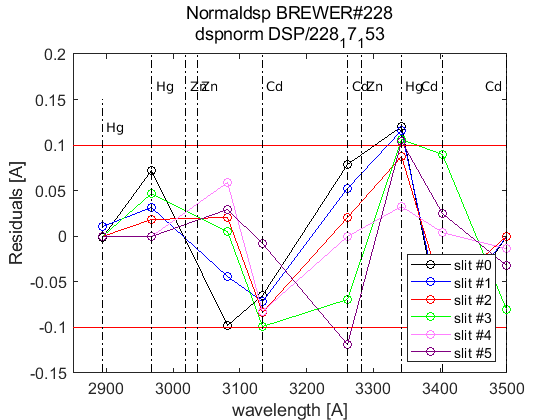 Normaldsp BREWER#228
dspnorm DSP/228₁7₁53
0.2
0.15
0.1
0.05
0
-0.05
-0.1
-0.15
Residuals [A]
Hg
Hg
Zn
Zn
Cd
Cd
Zn
Hg
Cd
Cd
slit #0
slit #1
slit #2
slit #3
slit #4
slit #5
2900 3000 3100 3200 3300 3400 3500
wavelength [A]